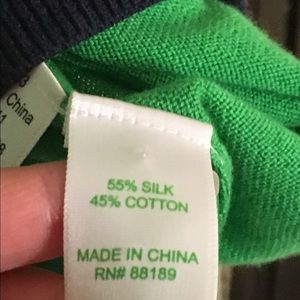 55% SILK
45% COTTON
MADE IN CHINA
RN# 88189
China